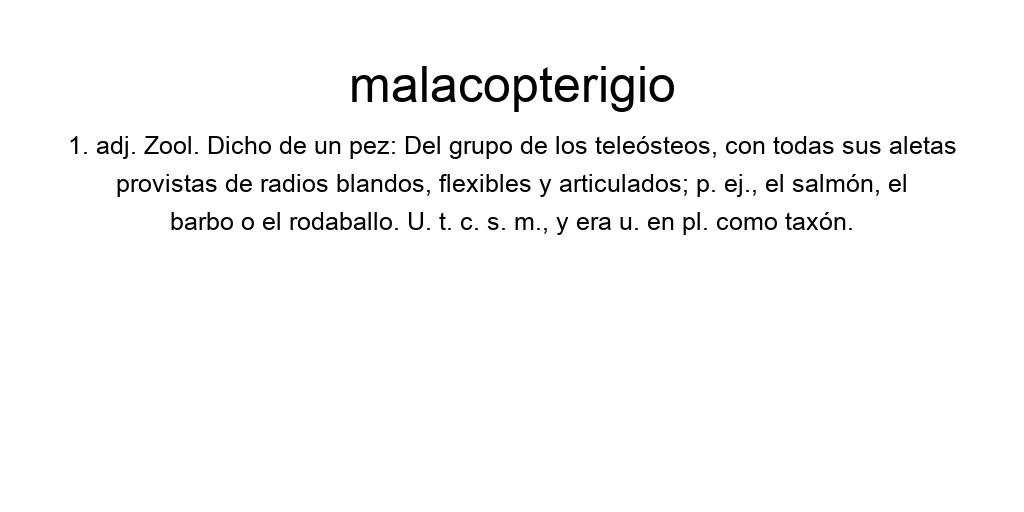 malacopterigio
1. adj. Zool. Dicho de un pez: Del grupo de los teleósteos, con todas sus aletas
provistas de radios blandos, flexibles y articulados; p. ej., el salmón, el
barbo o el rodaballo. U. t. c. s. m., y era u. en pl. como taxón.